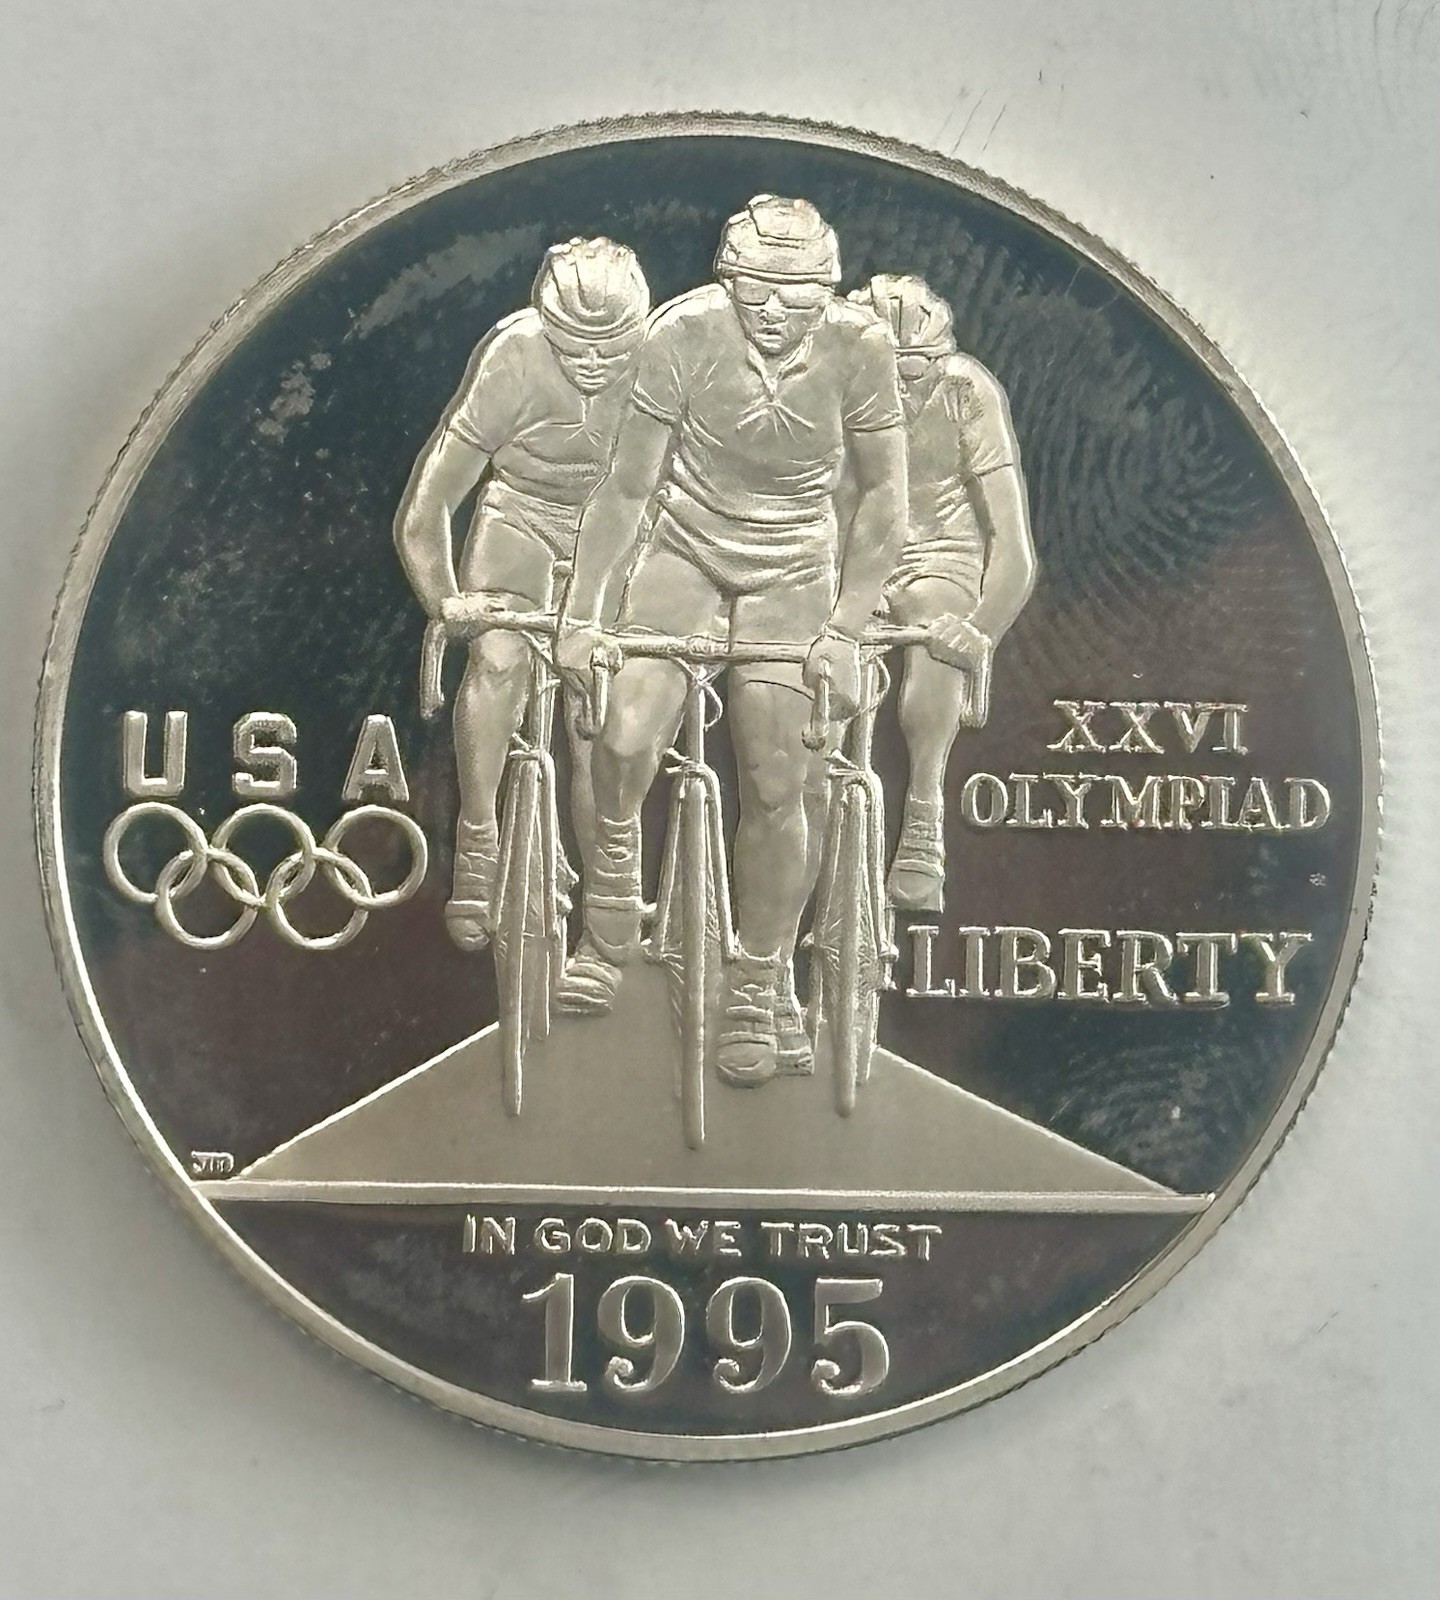 USA
XXVI
OLYMPIAD
LIBERTY
IN GOD WE TRUST
1995